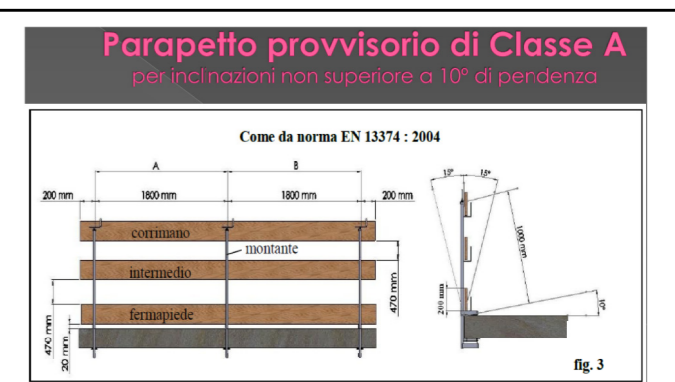 Parapetto provvisorio di Classe A
per inclinazioni non superiore a 10° di pendenza
Come da norma EN 13374 : 2004
A B
200 mm 1800 mm 1800 mm 200 mm
15° 15°
corrimano
montante
intermedio
fermapiede
470 mm
20 mm
470 mm
1000 mm
200 mm
10°
fig. 3